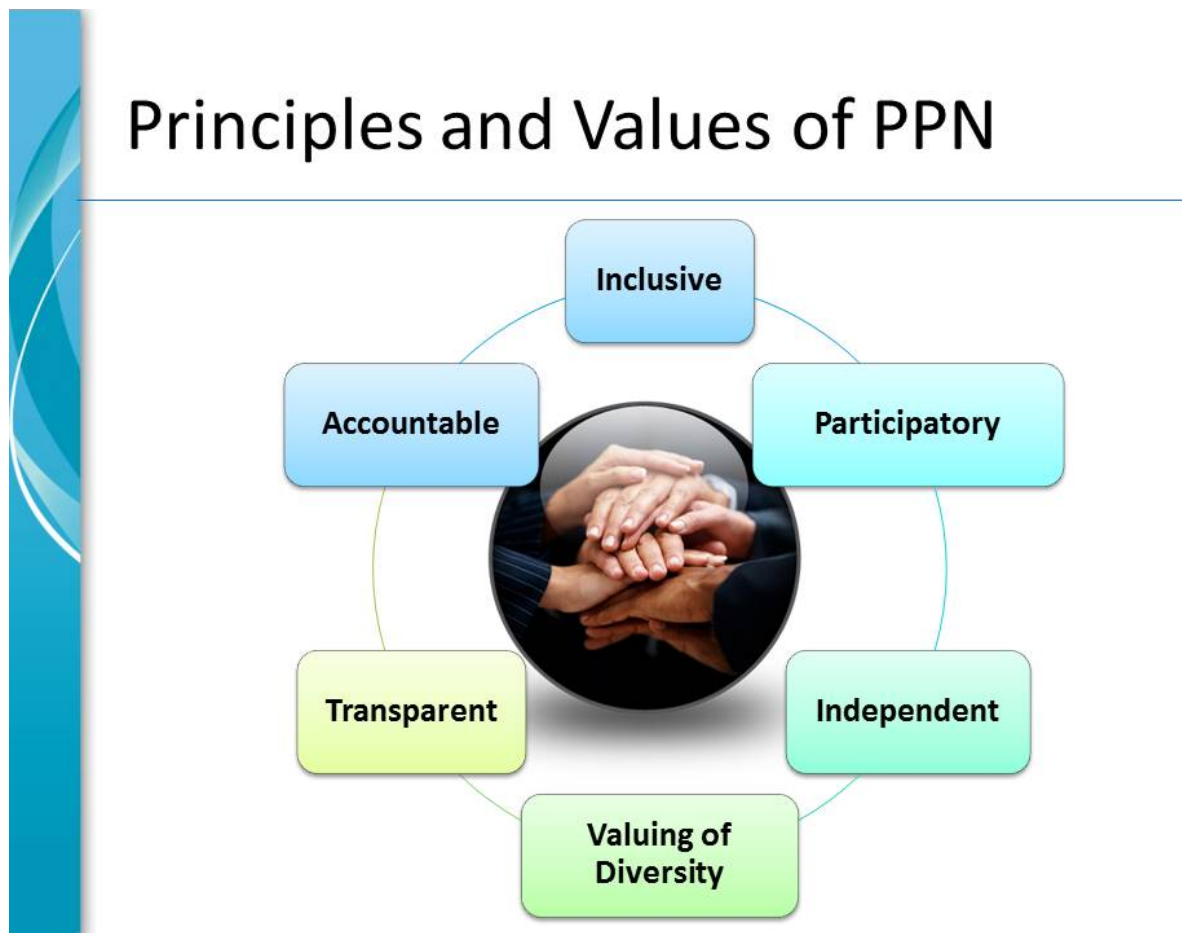 Principles and Values of PPN
Inclusive
Accountable
Participatory
Transparent
Independent
Valuing of
Diversity